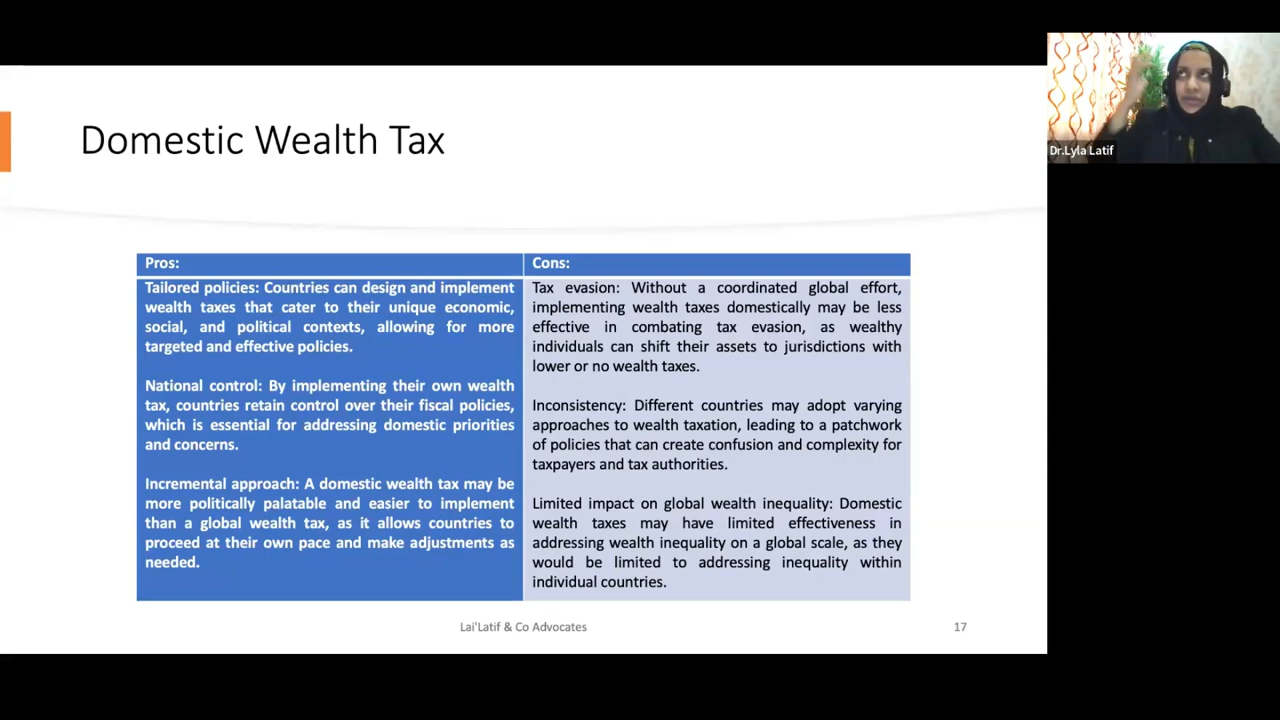 Domestic Wealth Tax
Dr.Lyla Latif
Pros:
Tailored policies: Countries can design and implement
wealth taxes that cater to their unique economic,
social, and political contexts, allowing for more
targeted and effective policies.
National control: By implementing their own wealth
tax, countries retain control over their fiscal policies,
which is essential for addressing domestic priorities
and concerns.
Incremental approach: A domestic wealth tax may be
more politically palatable and easier to implement
than a global wealth tax, as it allows countries to
proceed at their own pace and make adjustments as
needed.
Cons:
Tax evasion: Without a coordinated global effort,
implementing wealth taxes domestically may be less
effective in combating tax evasion, as wealthy
individuals can shift their assets to jurisdictions with
lower or no wealth taxes.
Inconsistency: Different countries may adopt varying
approaches to wealth taxation, leading to a patchwork
of policies that can create confusion and complexity for
taxpayers and tax authorities.
Limited impact on global wealth inequality: Domestic
wealth taxes may have limited effectiveness in
addressing wealth inequality on a global scale, as they
would be limited to addressing inequality within
individual countries.
Lai'Latif & Co Advocates
17